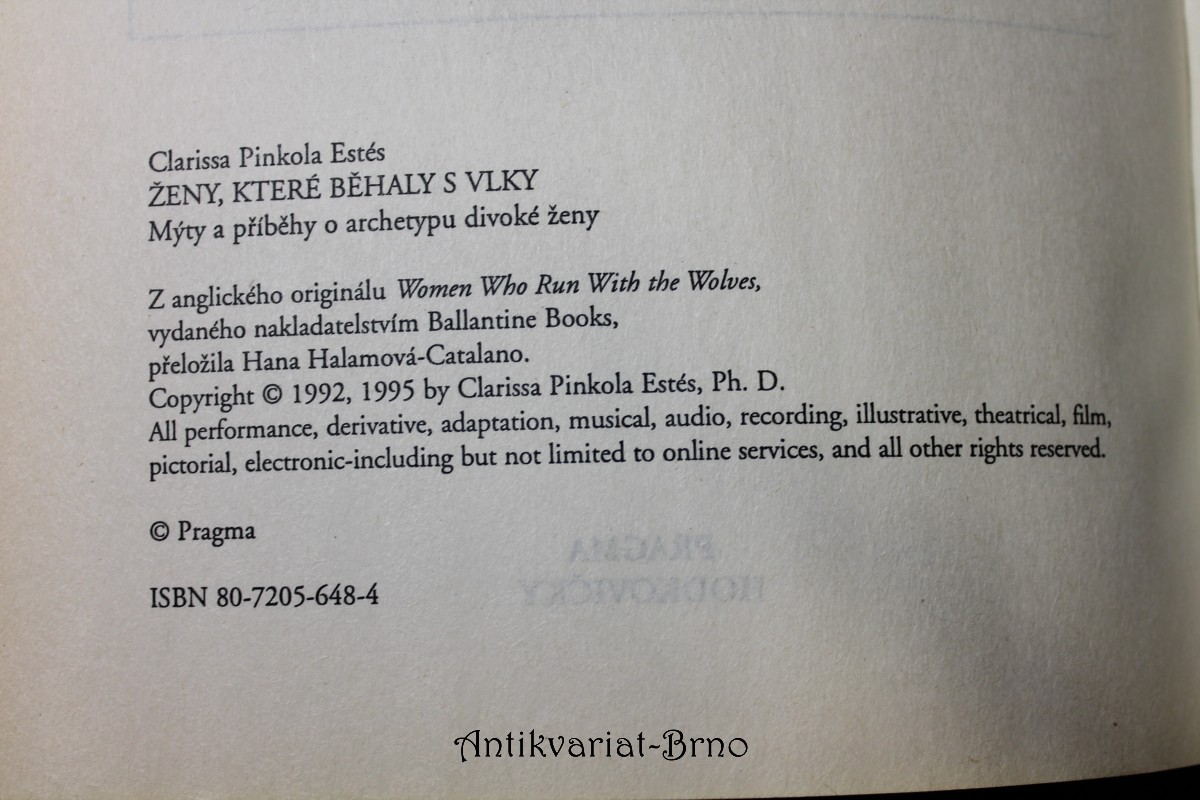 Clarissa Pinkola Estés
ŽENY, KTERÉ BĚHALY S VLKY
Mýty a příběhy o archetypu divoké ženy
Z anglického originálu Women Who Run With the Wolves,
vydaného nakladatelstvím Ballantine Books,
přeložila Hana Halamová-Catalano.
Copyright © 1992, 1995 by Clarissa Pinkola Estés, Ph. D.
All performance, derivative, adaptation, musical, audio, recording, illustrative, theatrical, film,
pictorial, electronic-including but not limited to online services, and all other rights reserved.
© Pragma
PRAGMA
HODKOVIČKY
ISBN 80-7205-648-4
Antikvariat-Brno